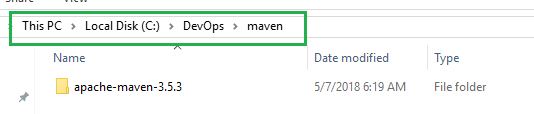 This PC > Local Disk (C:) > DevOps > maven
Name Date modified Type
apache-maven-3.5.3 5/7/2018 6:19 AM File folder